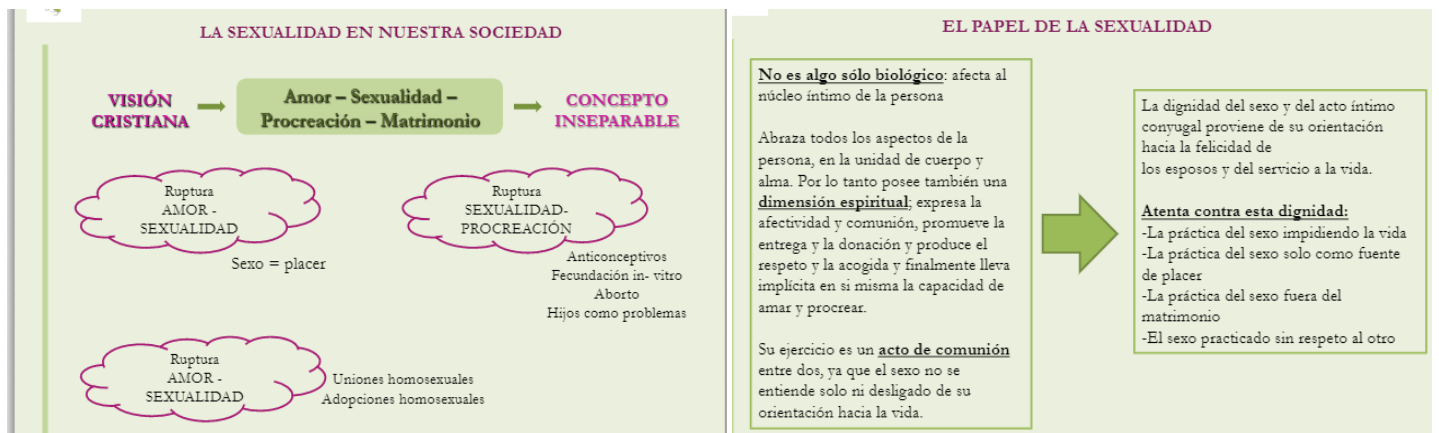 LA SEXUALIDAD EN NUESTRA SOCIEDAD
VISIÓN
CRISTIANA
Amor – Sexualidad –
Procreación – Matrimonio
CONCEPTO
INSEPARABLE
Ruptura
AMOR -
SEXUALIDAD
Sexo = placer
Ruptura
SEXUALIDAD-
PROCREACIÓN
Anticonceptivos
Fecundación in- vitro
Aborto
Hijos como problemas
Ruptura
AMOR -
SEXUALIDAD
Uniones homosexuales
Adopciones homosexuales
EL PAPEL DE LA SEXUALIDAD
No es algo sólo biológico: afecta al
núcleo íntimo de la persona
Abraza todos los aspectos de la
persona, en la unidad de cuerpo y
alma. Por lo tanto posee también una
dimensión espiritual; expresa la
afectividad y comunión, promueve la
entrega y la donación y produce el
respeto y la acogida y finalmente lleva
implícita en si misma la capacidad de
amar y procrear.
Su ejercicio es un acto de comunión
entre dos, ya que el sexo no se
entiende solo ni desligado de su
orientación hacia la vida.
La dignidad del sexo y del acto íntimo
conyugal proviene de su orientación
hacia la felicidad de
los esposos y del servicio a la vida.
Atenta contra esta dignidad:
-La práctica del sexo impidiendo la vida
-La práctica del sexo solo como fuente
de placer
-La práctica del sexo fuera del
matrimonio
-El sexo practicado sin respeto al otro